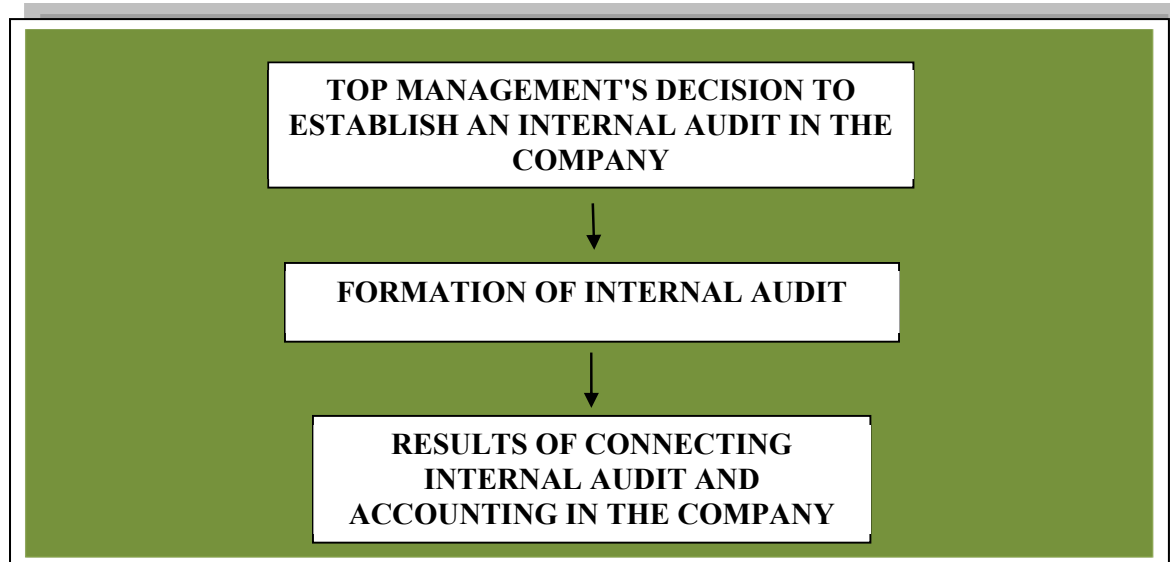 TOP MANAGEMENT'S DECISION TO
ESTABLISH AN INTERNAL AUDIT IN THE
COMPANY
FORMATION OF INTERNAL AUDIT
RESULTS OF CONNECTING
INTERNAL AUDIT AND
ACCOUNTING IN THE COMPANY